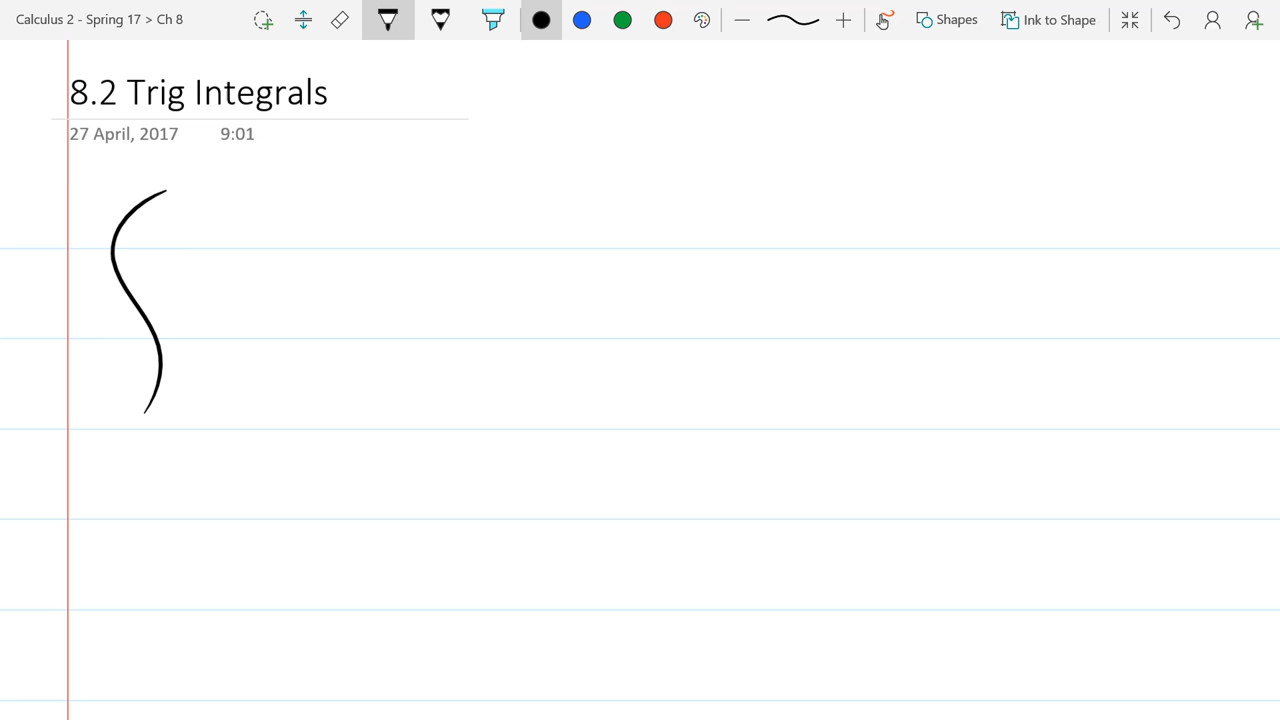 Calculus 2 - Spring 17 > Ch 8
Shapes
Ink to Shape
8.2 Trig Integrals
27 April, 2017 9:01
∫